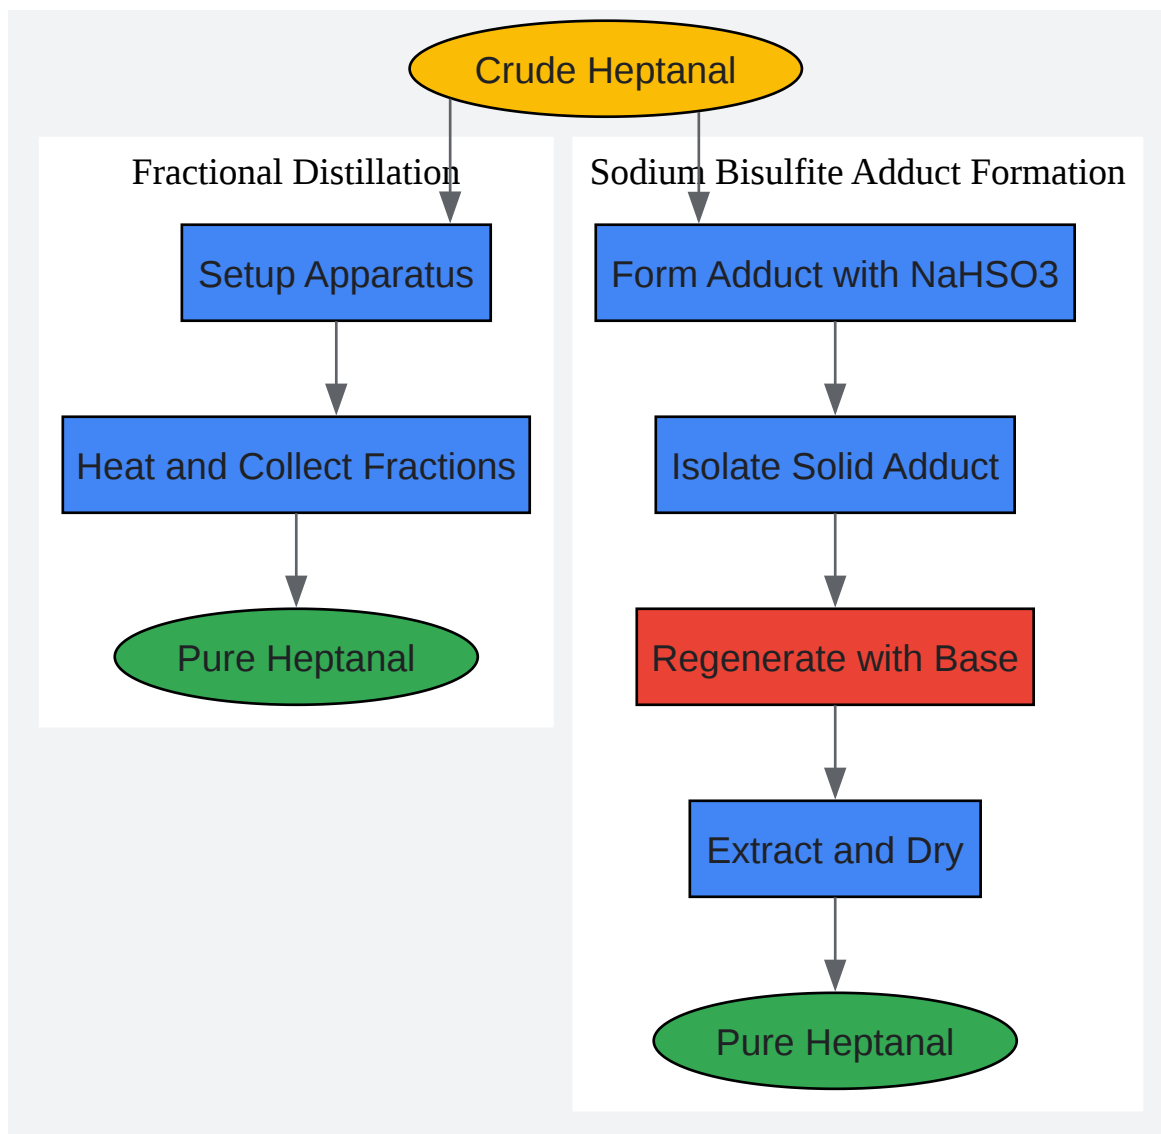 Crude Heptanal
Fractional Distillation
Setup Apparatus
Heat and Collect Fractions
Pure Heptanal
Sodium Bisulfite Adduct Formation
Form Adduct with NaHSO3
Isolate Solid Adduct
Regenerate with Base
Extract and Dry
Pure Heptanal